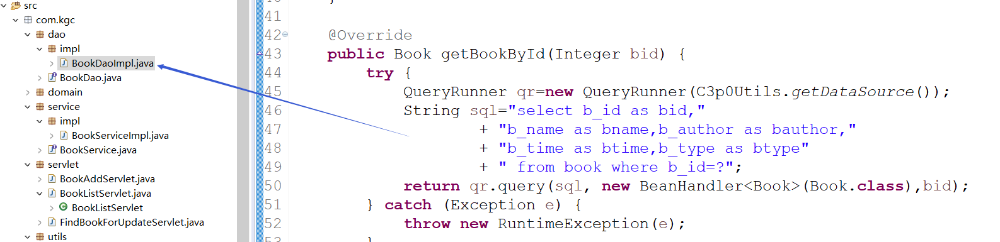 src
com.kgc
dao
impl
BookDaoImpl.java
BookDao.java
domain
service
impl
BookServiceImpl.java
BookService.java
servlet
BookAddServlet.java
BookListServlet.java
BookListServlet
FindBookForUpdateServlet.java
utils
41
42 @Override
43 public Book getBookById(Integer bid) {
44 try {
45 QueryRunner qr=new QueryRunner(C3p0Utils.getDataSource());
46 String sql="select b_id as bid,"
47 + "b_name as bname,b_author as bauthor,"
48 + "b_time as btime,b_type as btype"
49 + " from book where b_id=?";
50 return qr.query(sql, new BeanHandler<Book>(Book.class),bid);
51 } catch (Exception e) {
52 throw new RuntimeException(e);
53 }